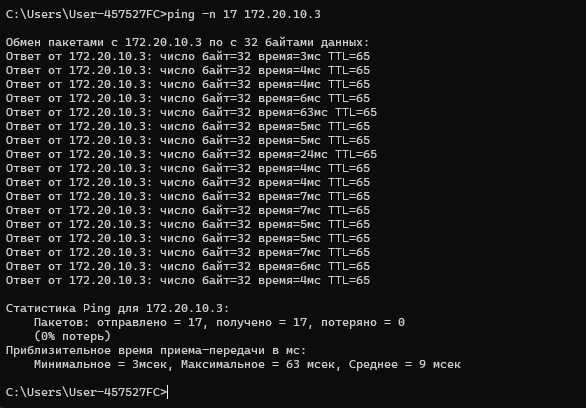 C:\Users\User-457527FC>ping -n 17 172.20.10.3
Обмен пакетами с 172.20.10.3 по с 32 байтами данных:
Ответ от 172.20.10.3: число байт=32 время=3мс TTL=65
Ответ от 172.20.10.3: число байт=32 время=4мс TTL=65
Ответ от 172.20.10.3: число байт=32 время=4мс TTL=65
Ответ от 172.20.10.3: число байт=32 время=6мс TTL=65
Ответ от 172.20.10.3: число байт=32 время=63мс TTL=65
Ответ от 172.20.10.3: число байт=32 время=5мс TTL=65
Ответ от 172.20.10.3: число байт=32 время=5мс TTL=65
Ответ от 172.20.10.3: число байт=32 время=24мс TTL=65
Ответ от 172.20.10.3: число байт=32 время=4мс TTL=65
Ответ от 172.20.10.3: число байт=32 время=4мс TTL=65
Ответ от 172.20.10.3: число байт=32 время=7мс TTL=65
Ответ от 172.20.10.3: число байт=32 время=7мс TTL=65
Ответ от 172.20.10.3: число байт=32 время=5мс TTL=65
Ответ от 172.20.10.3: число байт=32 время=5мс TTL=65
Ответ от 172.20.10.3: число байт=32 время=7мс TTL=65
Ответ от 172.20.10.3: число байт=32 время=6мс TTL=65
Ответ от 172.20.10.3: число байт=32 время=4мс TTL=65
Статистика Ping для 172.20.10.3:
Пакетов: отправлено = 17, получено = 17, потеряно = 0
(0% потерь)
Приблизительное время приема-передачи в мс:
Минимальное = 3мсек, Максимальное = 63 мсек, Среднее = 9 мсек
C:\Users\User-457527FC>